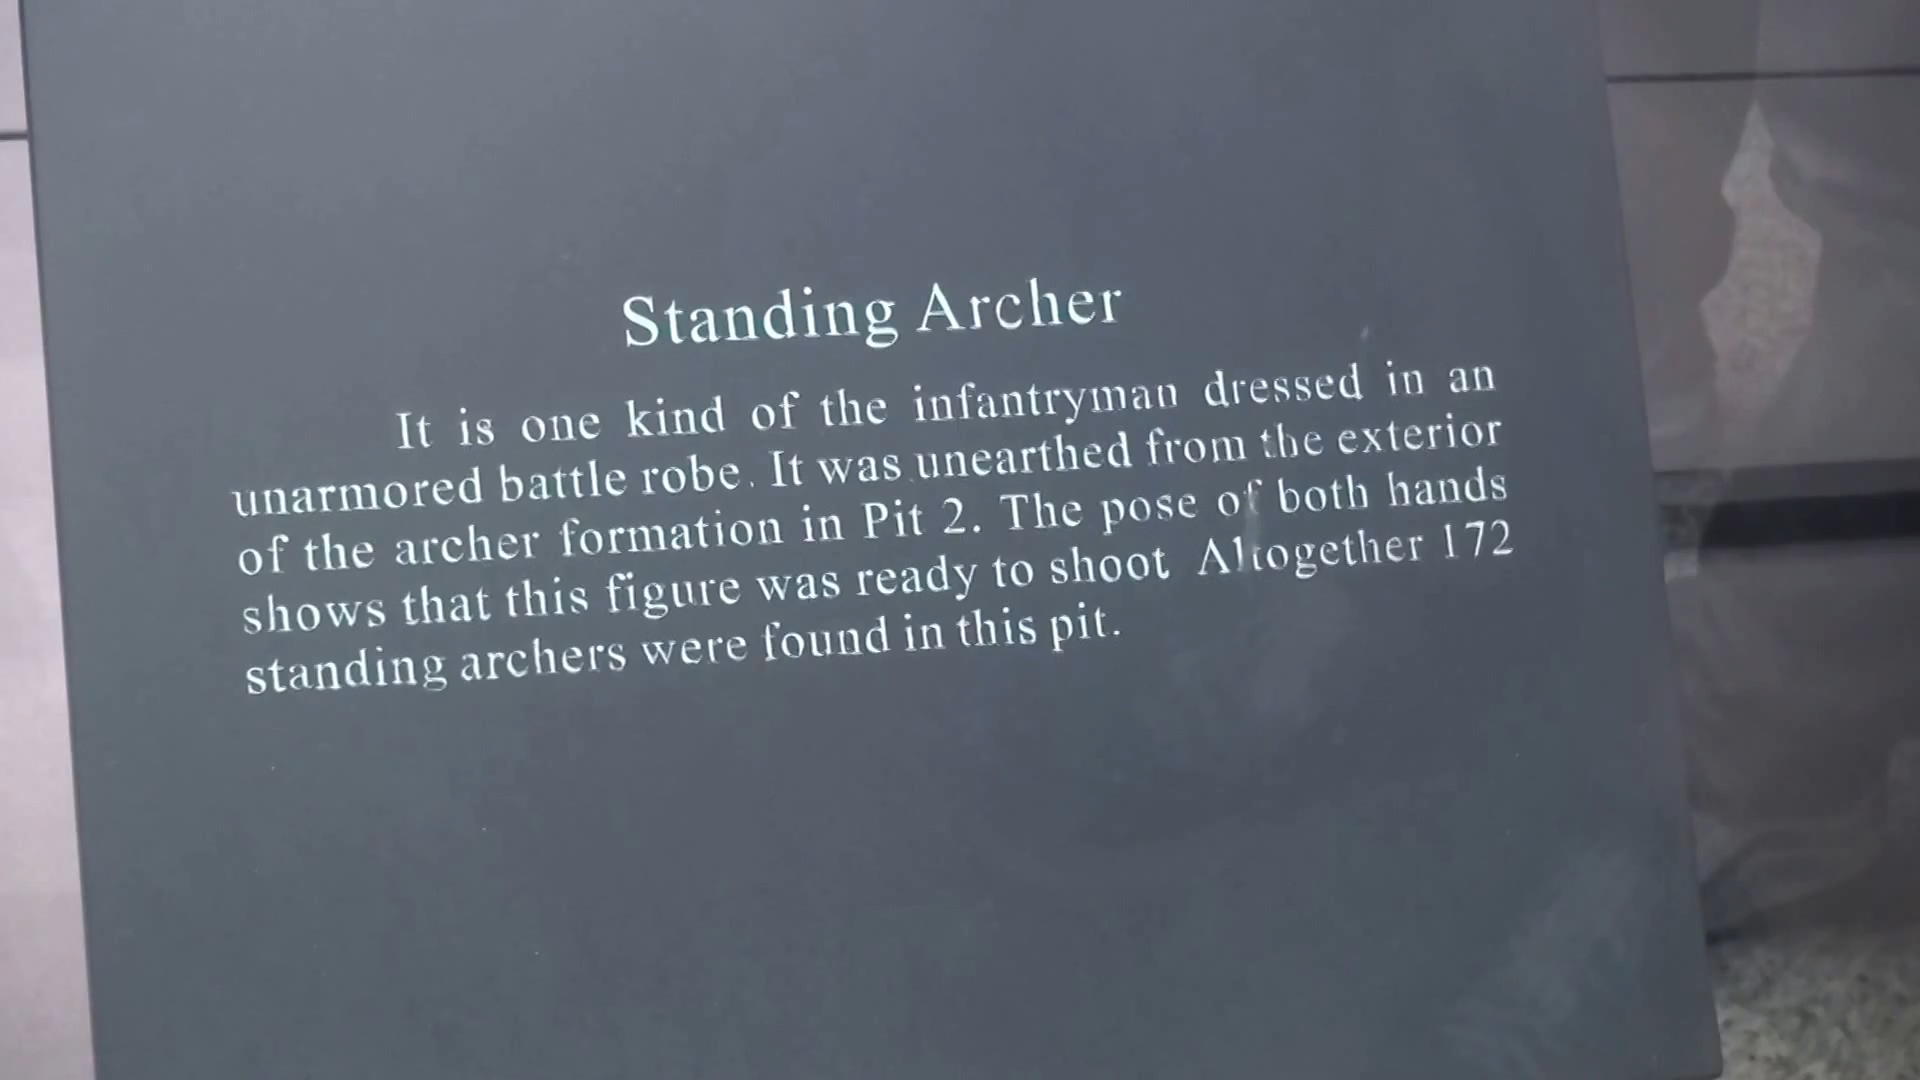 Standing Archer
It is one kind of the infantryman dressed in an
unarmored battle robe. It was unearthed from the exterior
of the archer formation in Pit 2. The pose of both hands
shows that this figure was ready to shoot Altogether 172
standing archers were found in this pit.